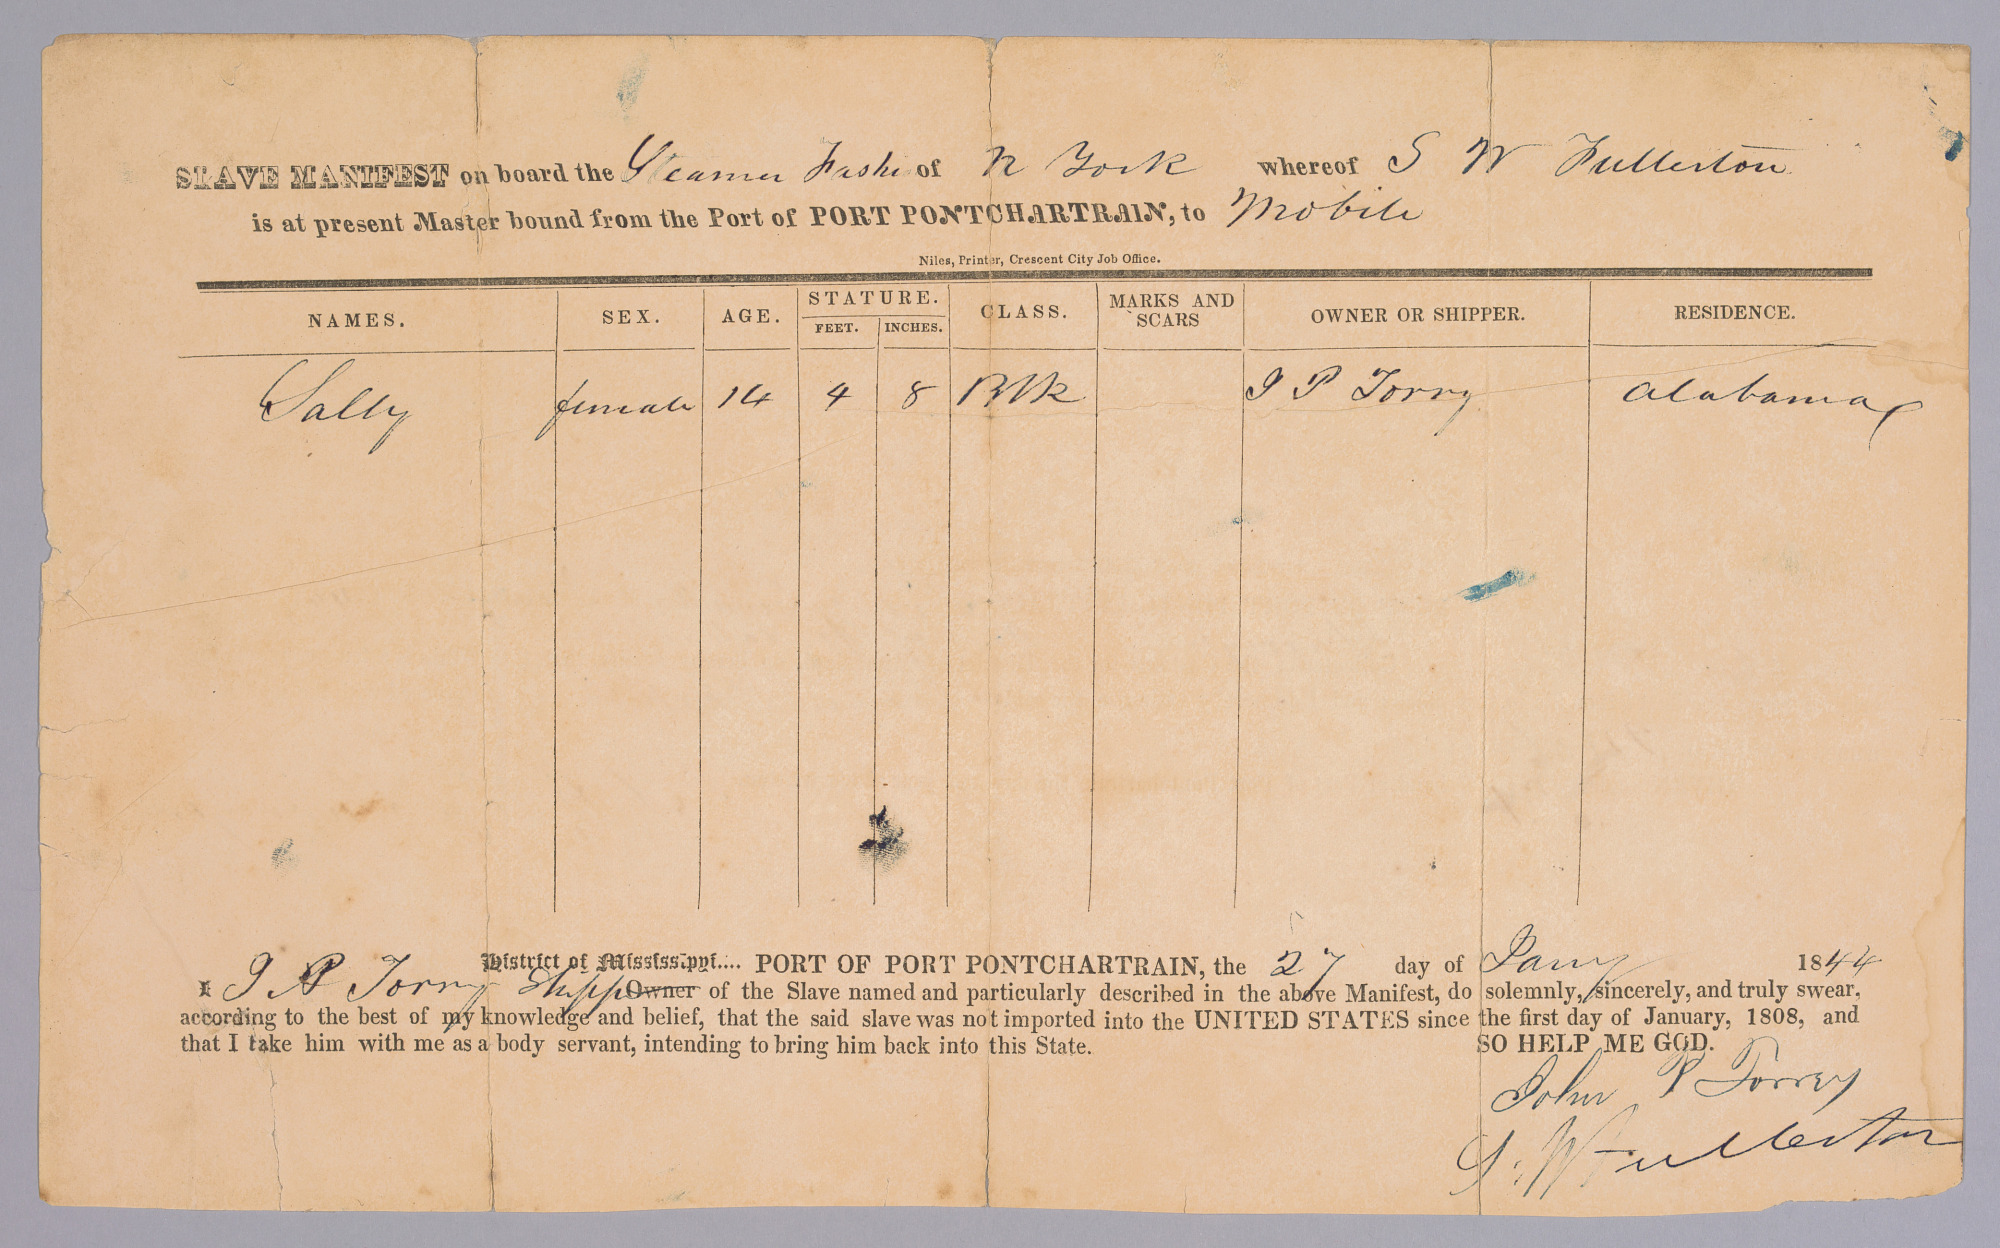 SLAVE MANIFEST on board the Steamer Fashi of N York whereof S W Fullerton
is at present Master bound from the Port of PORT PONTCHARTRAIN, to Mobile
Niles, Printer, Crescent City Job Office.
NAMES. SEX. AGE. STATURE. FEET. INCHES. CLASS. MARKS AND SCARS OWNER OR SHIPPER. RESIDENCE.
Sally female 14 4 8 Blk J P Torry Alabama
District of Mississippi.... PORT OF PORT PONTCHARTRAIN, the 27 day of Jany 1844
I J P Torry Shipp Owner of the Slave named and particularly described in the above Manifest, do solemnly, sincerely, and truly swear,
according to the best of my knowledge and belief, that the said slave was not imported into the UNITED STATES since the first day of January, 1808, and
that I take him with me as a body servant, intending to bring him back into this State. SO HELP ME GOD.
John P Torrey
S. W Fullerton